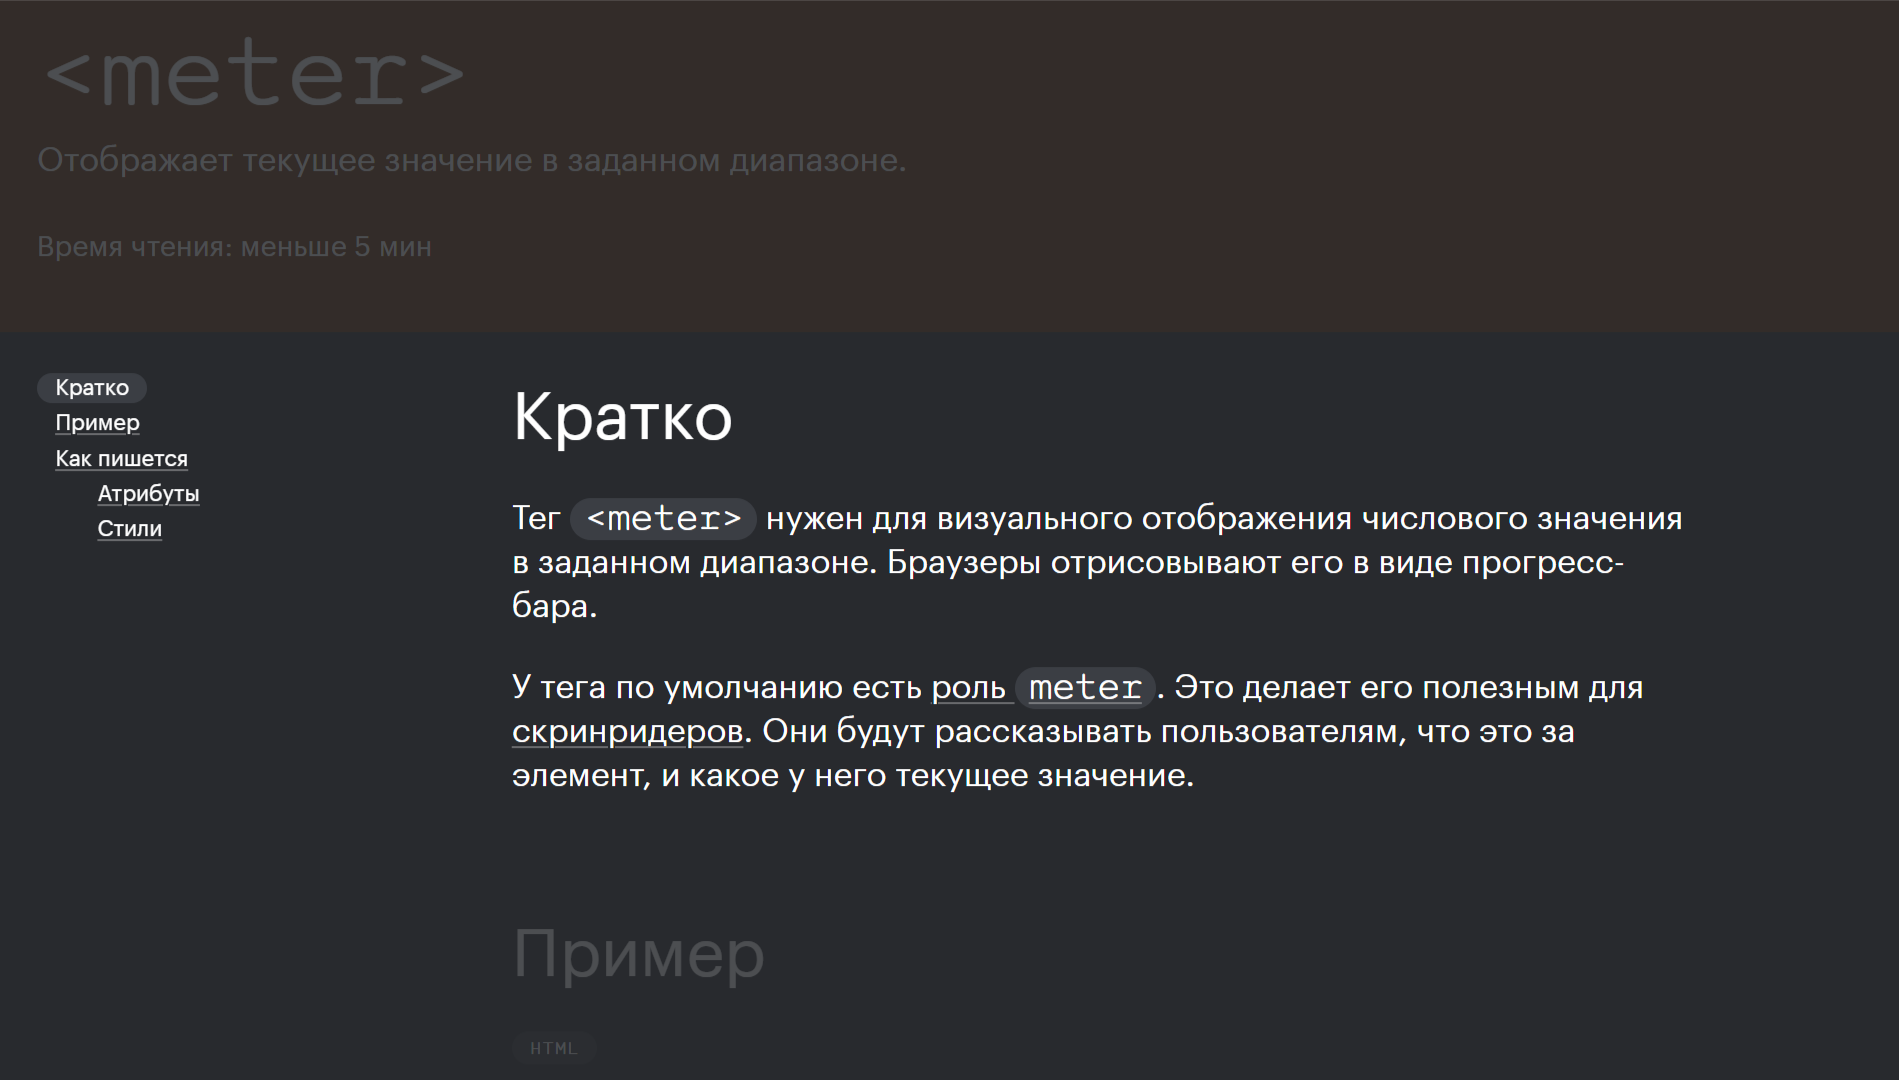 <meter>
Отображает текущее значение в заданном диапазоне.
Время чтения: меньше 5 мин
Кратко
Пример
Как пишется
Атрибуты
Стили
Кратко
Тег <meter> нужен для визуального отображения числового значения
в заданном диапазоне. Браузеры отрисовывают его в виде прогресс-
бара.
У тега по умолчанию есть роль meter. Это делает его полезным для
скринридеров. Они будут рассказывать пользователям, что это за
элемент, и какое у него текущее значение.
Пример
HTML